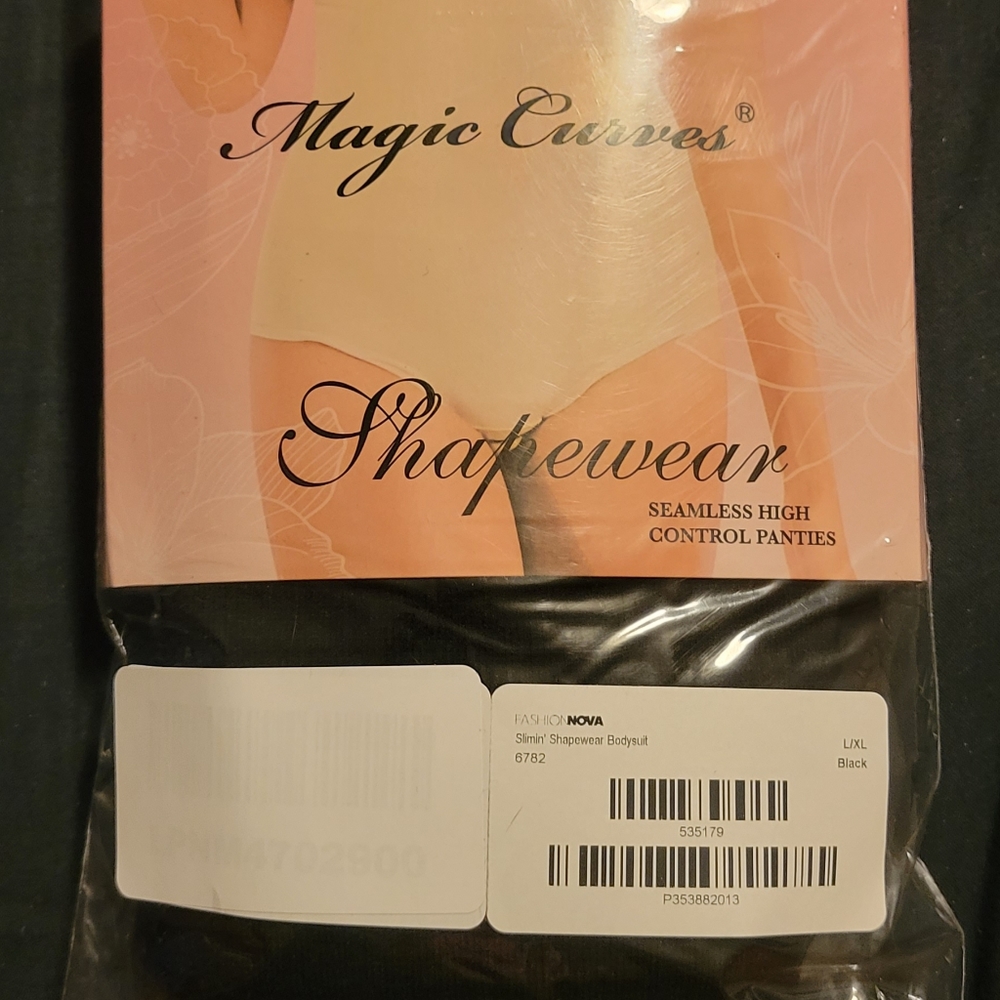 Magic Curves®
Shapewear
SEAMLESS HIGH
CONTROL PANTIES
FASHIONNOVA
Slimin' Shapewear Bodysuit
6782
L/XL
Black
535179
P353882013